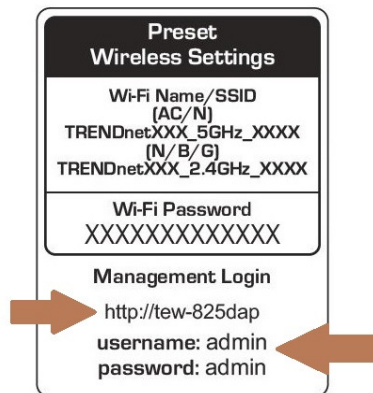 Preset
Wireless Settings
Wi-Fi Name/SSID
(AC/N)
TRENDnetXXX_5GHz_XXXX
(N/B/G)
TRENDnetXXX_2.4GHz_XXXX
Wi-Fi Password
XXXXXXXXXXXXX
Management Login
http://tew-825dap
username: admin
password: admin